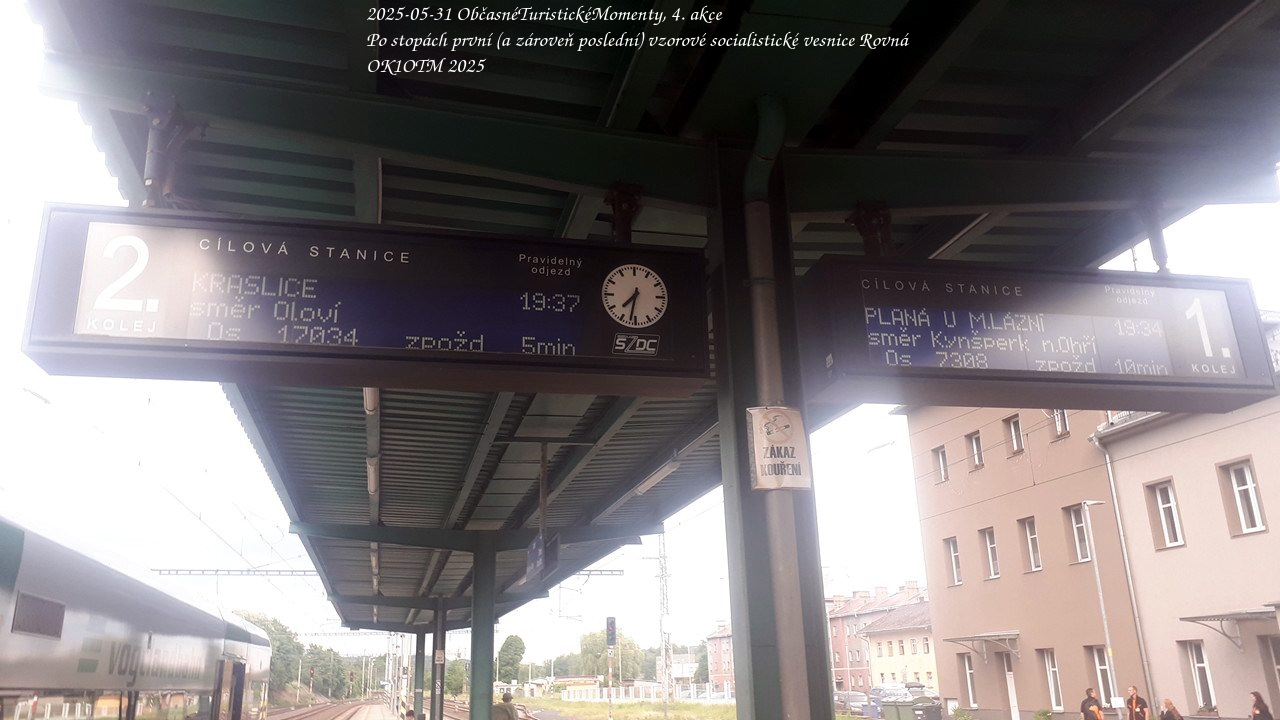 2025-05-31 ObčasnéTuristickéMomenty, 4. akce
Po stopách první (a zároveň poslední) vzorové socialistické vesnice Rovná
OK1OTM 2025
2.
KOLEJ
CÍLOVÁ STANICE
Pravidelný
odjezd
KRASLICE
19:37
směr Oloví
Os 17034 zpožd 5min
SŽDC
CÍLOVÁ STANICE
Pravidelný
odjezd
1.
KOLEJ
PLANÁ U M.LÁZNÍ
19:34
směr Kynšperk n.Ohří
Os 7308 zpožd 10min
ZÁKAZ
KOUŘENÍ
vogtlandbahn